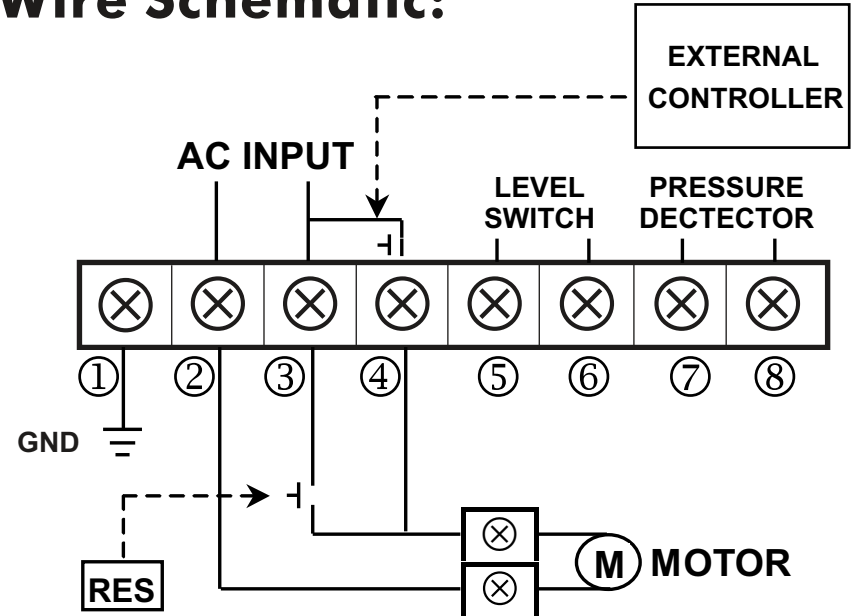 Wire Schematic:
EXTERNAL
CONTROLLER
AC INPUT
LEVEL
SWITCH
PRESSURE
DECTECTOR
① ② ③ ④ ⑤ ⑥ ⑦ ⑧
GND
RES
M MOTOR